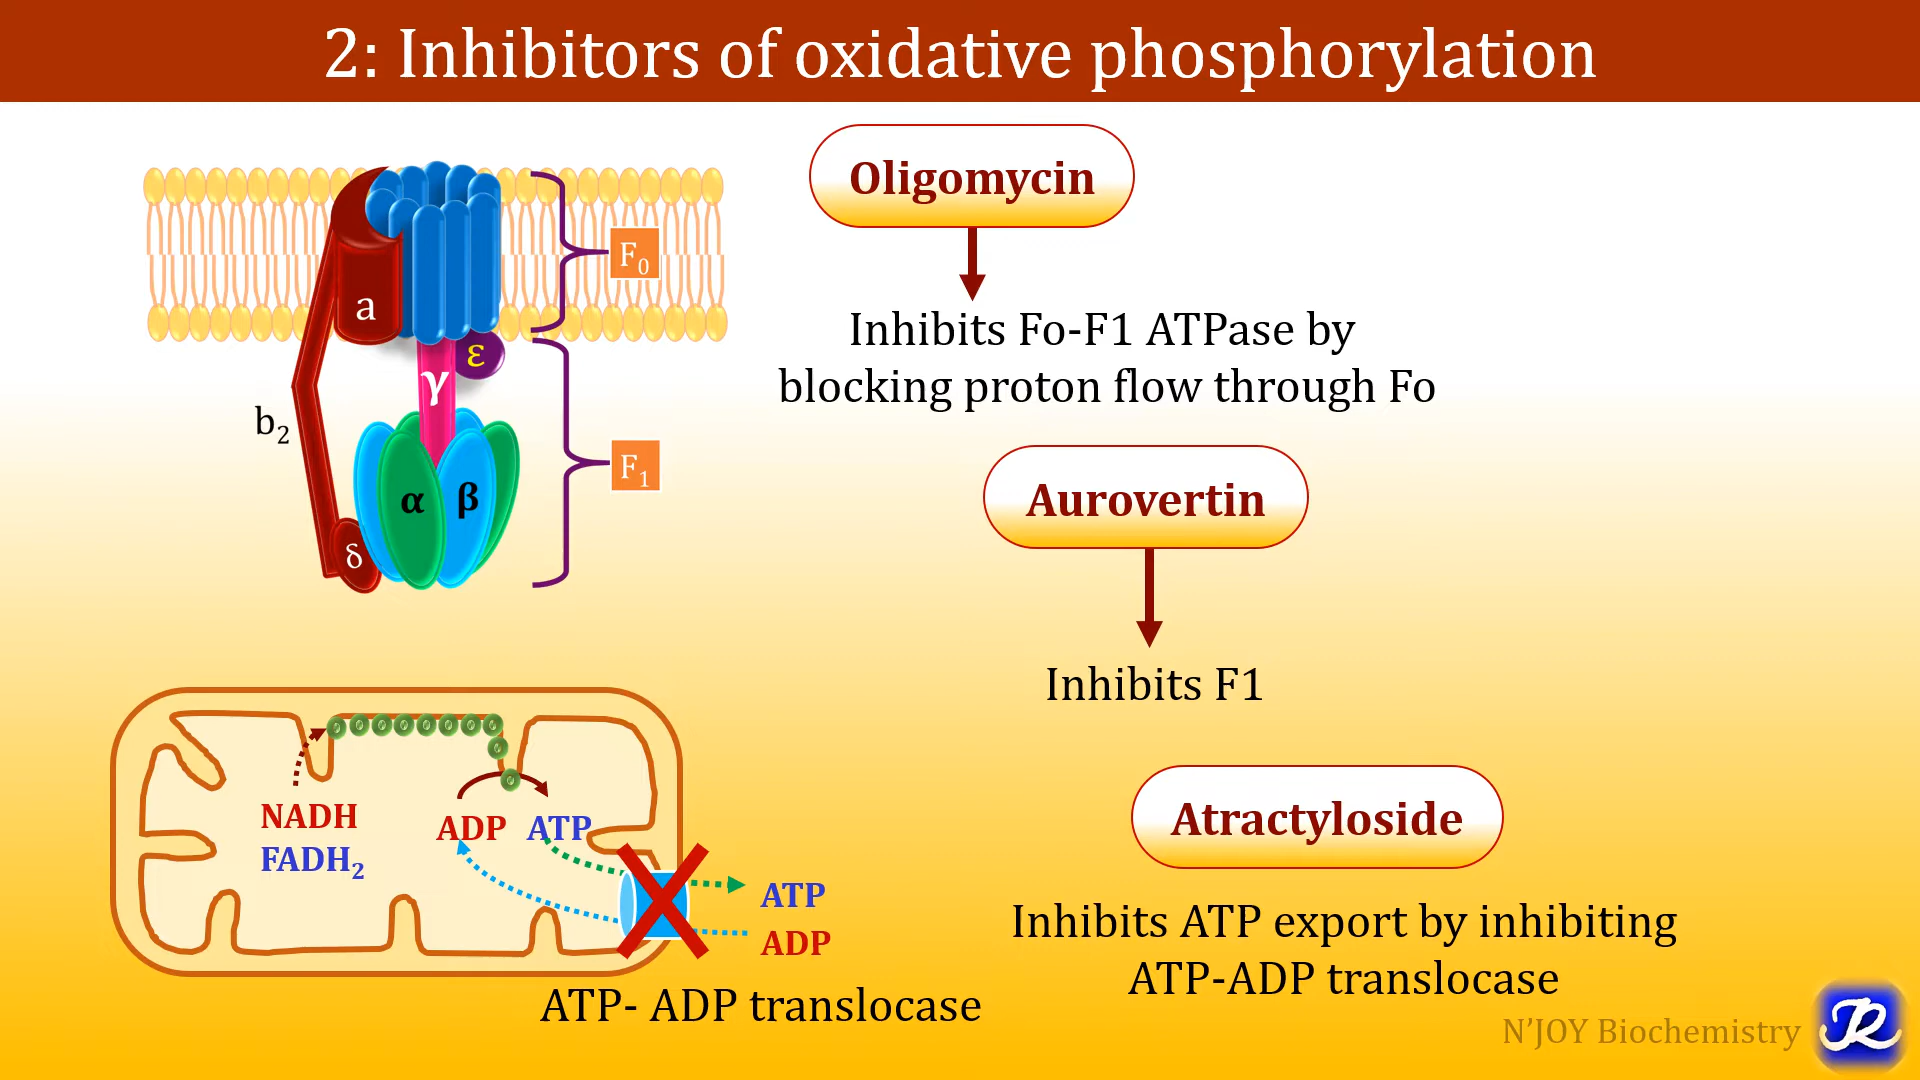 2: Inhibitors of oxidative phosphorylation
Oligomycin
Inhibits Fo-F1 ATPase by
blocking proton flow through Fo
Aurovertin
Inhibits F1
Atractyloside
Inhibits ATP export by inhibiting
ATP-ADP translocase
F₀
a
ε
γ
b₂
F₁
α
β
δ
NADH
FADH₂
ADP
ATP
ATP
ADP
ATP- ADP translocase
N'JOY Biochemistry